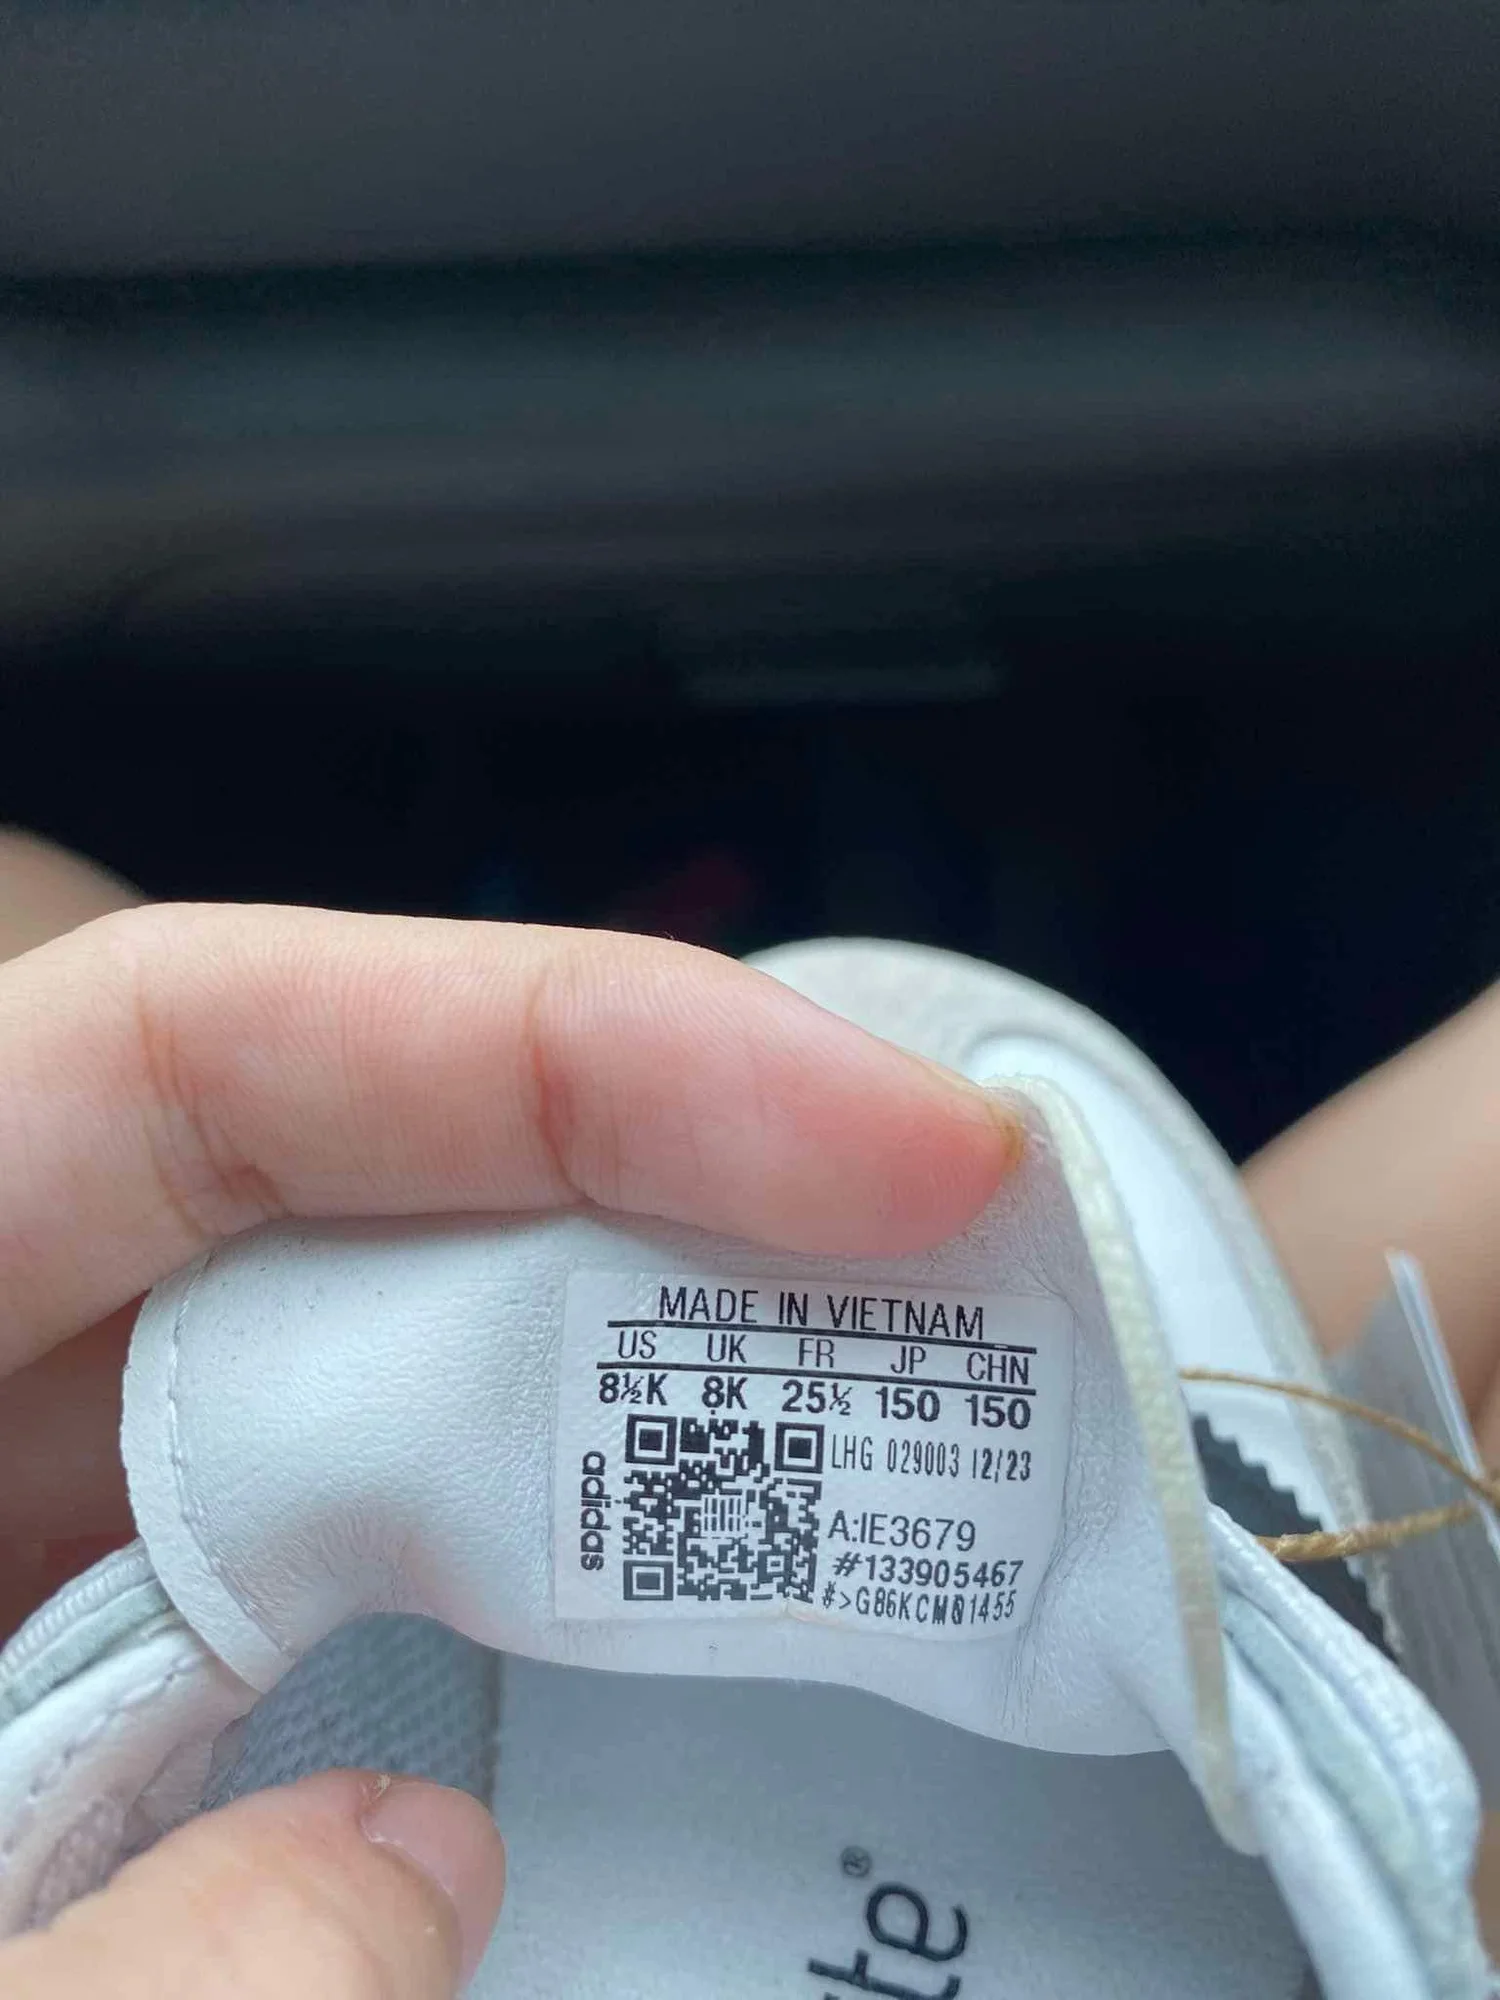 MADE IN VIETNAM
US UK FR JP CHN
8½K 8K 25½ 150 150
LHG 029003 12/23
adidas
A:IE3679
#133905467
#>G86KCMQ1455
®